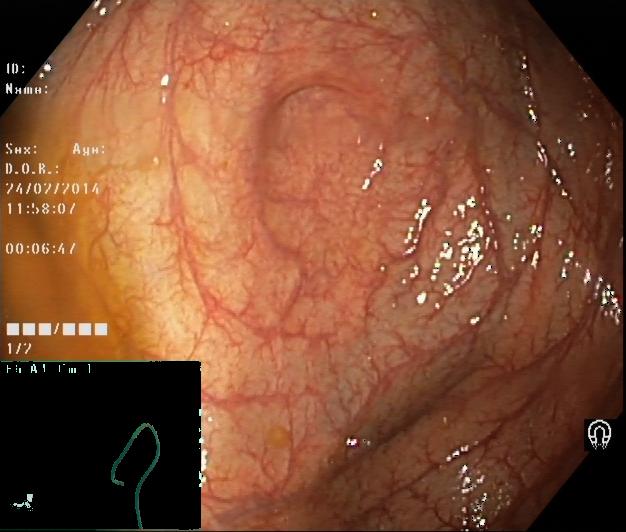 ID:
Name:
Sex: Age:
D.O.B.:
24/02/2014
11:58:07
00:06:47
■■■/■■■
1/2